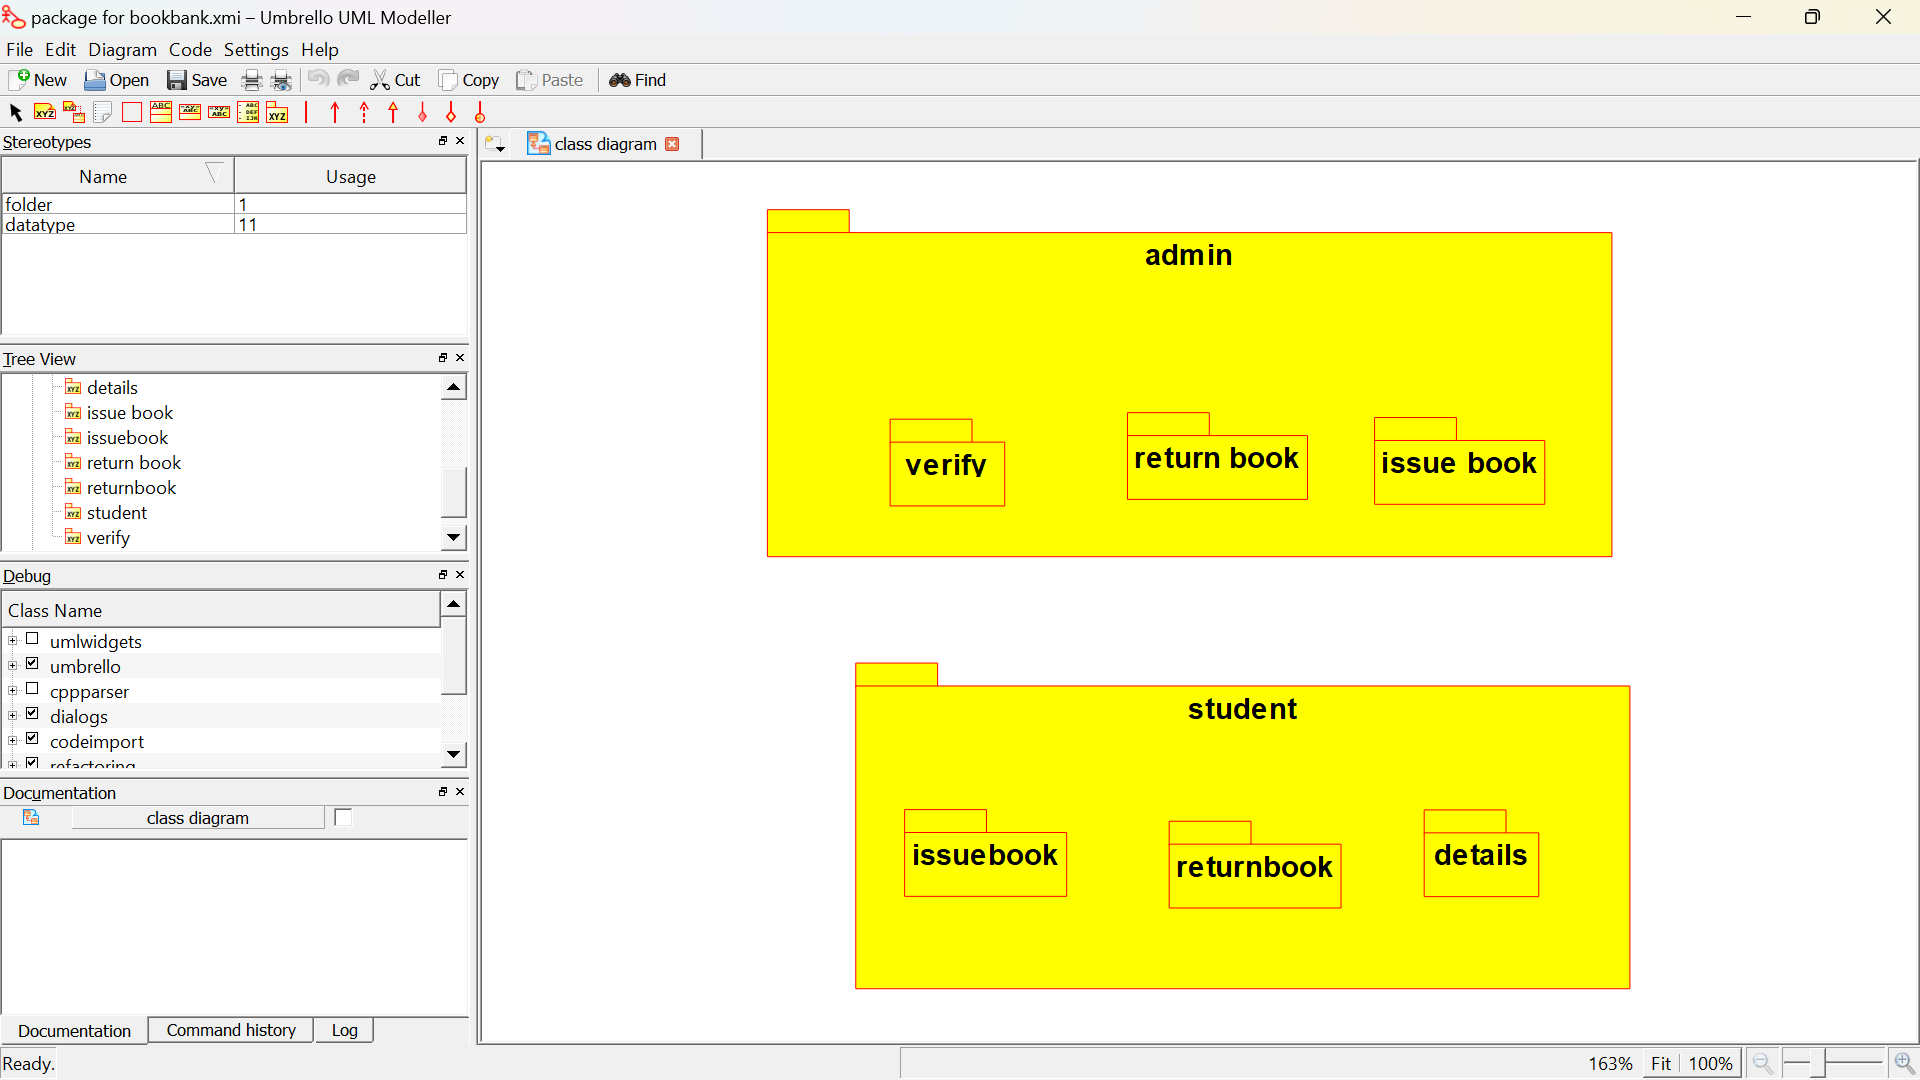 package for bookbank.xmi – Umbrello UML Modeller
File Edit Diagram Code Settings Help
New Open Save Cut Copy Paste Find
Stereotypes
Name Usage
folder 1
datatype 11
Tree View
details
issue book
issuebook
return book
returnbook
student
verify
Debug
Class Name
umlwidgets
umbrello
cppparser
dialogs
codeimport
refactoring
Documentation
class diagram
Documentation Command history Log
Ready.
class diagram
admin
verify return book issue book
student
issuebook returnbook details
163% Fit 100%